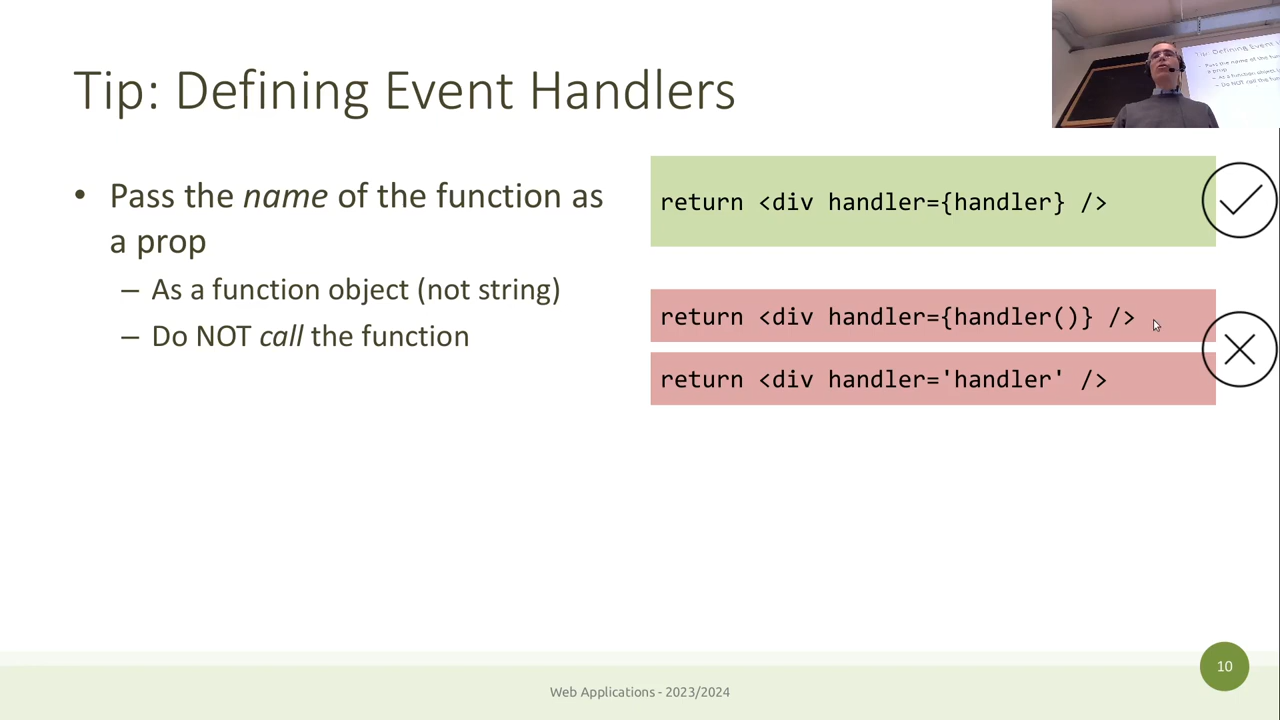 Tip: Defining Event Handlers
• Pass the name of the function as
a prop
– As a function object (not string)
– Do NOT call the function
return <div handler={handler} />
return <div handler={handler()} />
return <div handler='handler' />
Web Applications - 2023/2024
10